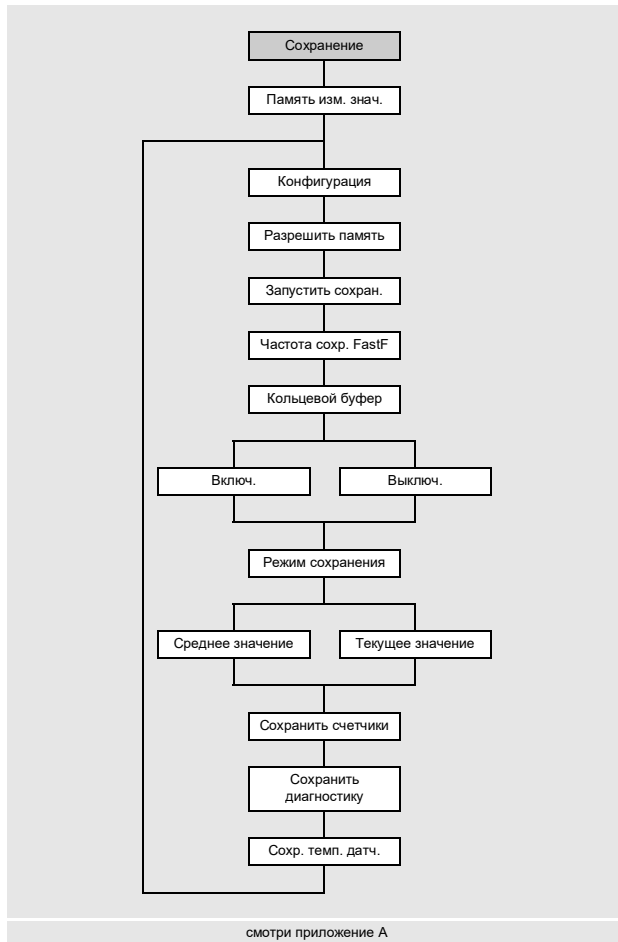 Сохранение
Память изм. знач.
Конфигурация
Разрешить память
Запустить сохран.
Частота сохр. FastF
Кольцевой буфер
Включ.
Выключ.
Режим сохранения
Среднее значение
Текущее значение
Сохранить счетчики
Сохранить
диагностику
Сохр. темп. датч.
смотри приложение А